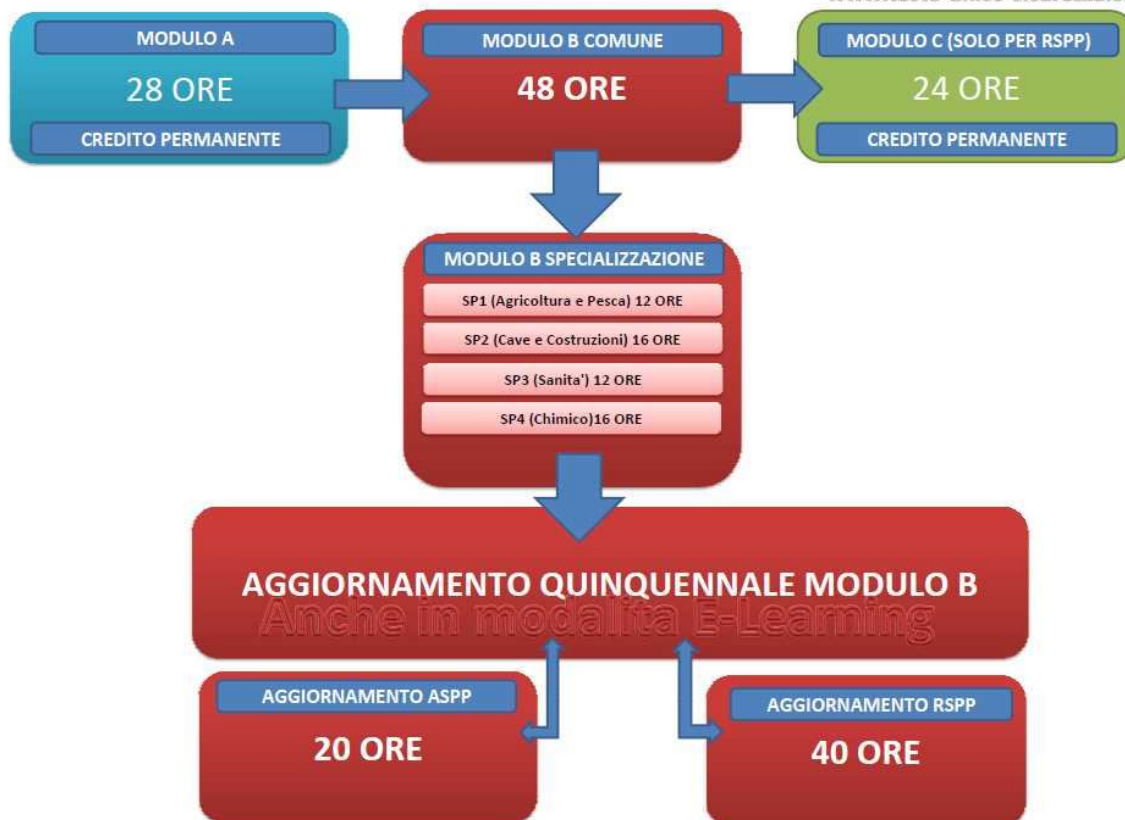 MODULO A
28 ORE
CREDITO PERMANENTE
MODULO B COMUNE
48 ORE
MODULO C (SOLO PER RSPP)
24 ORE
CREDITO PERMANENTE
MODULO B SPECIALIZZAZIONE
SP1 (Agricoltura e Pesca) 12 ORE
SP2 (Cave e Costruzioni) 16 ORE
SP3 (Sanita') 12 ORE
SP4 (Chimico)16 ORE
AGGIORNAMENTO QUINQUENNALE MODULO B
Anche in modalita E-Learning
AGGIORNAMENTO ASPP
20 ORE
AGGIORNAMENTO RSPP
40 ORE